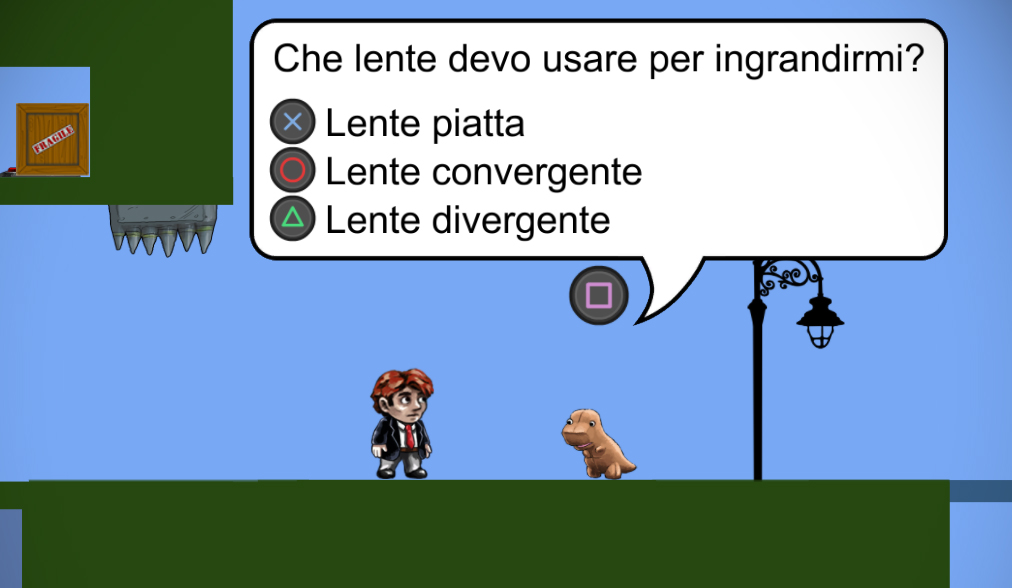 Che lente devo usare per ingrandirmi?
Lente piatta
Lente convergente
Lente divergente
FRAGILE